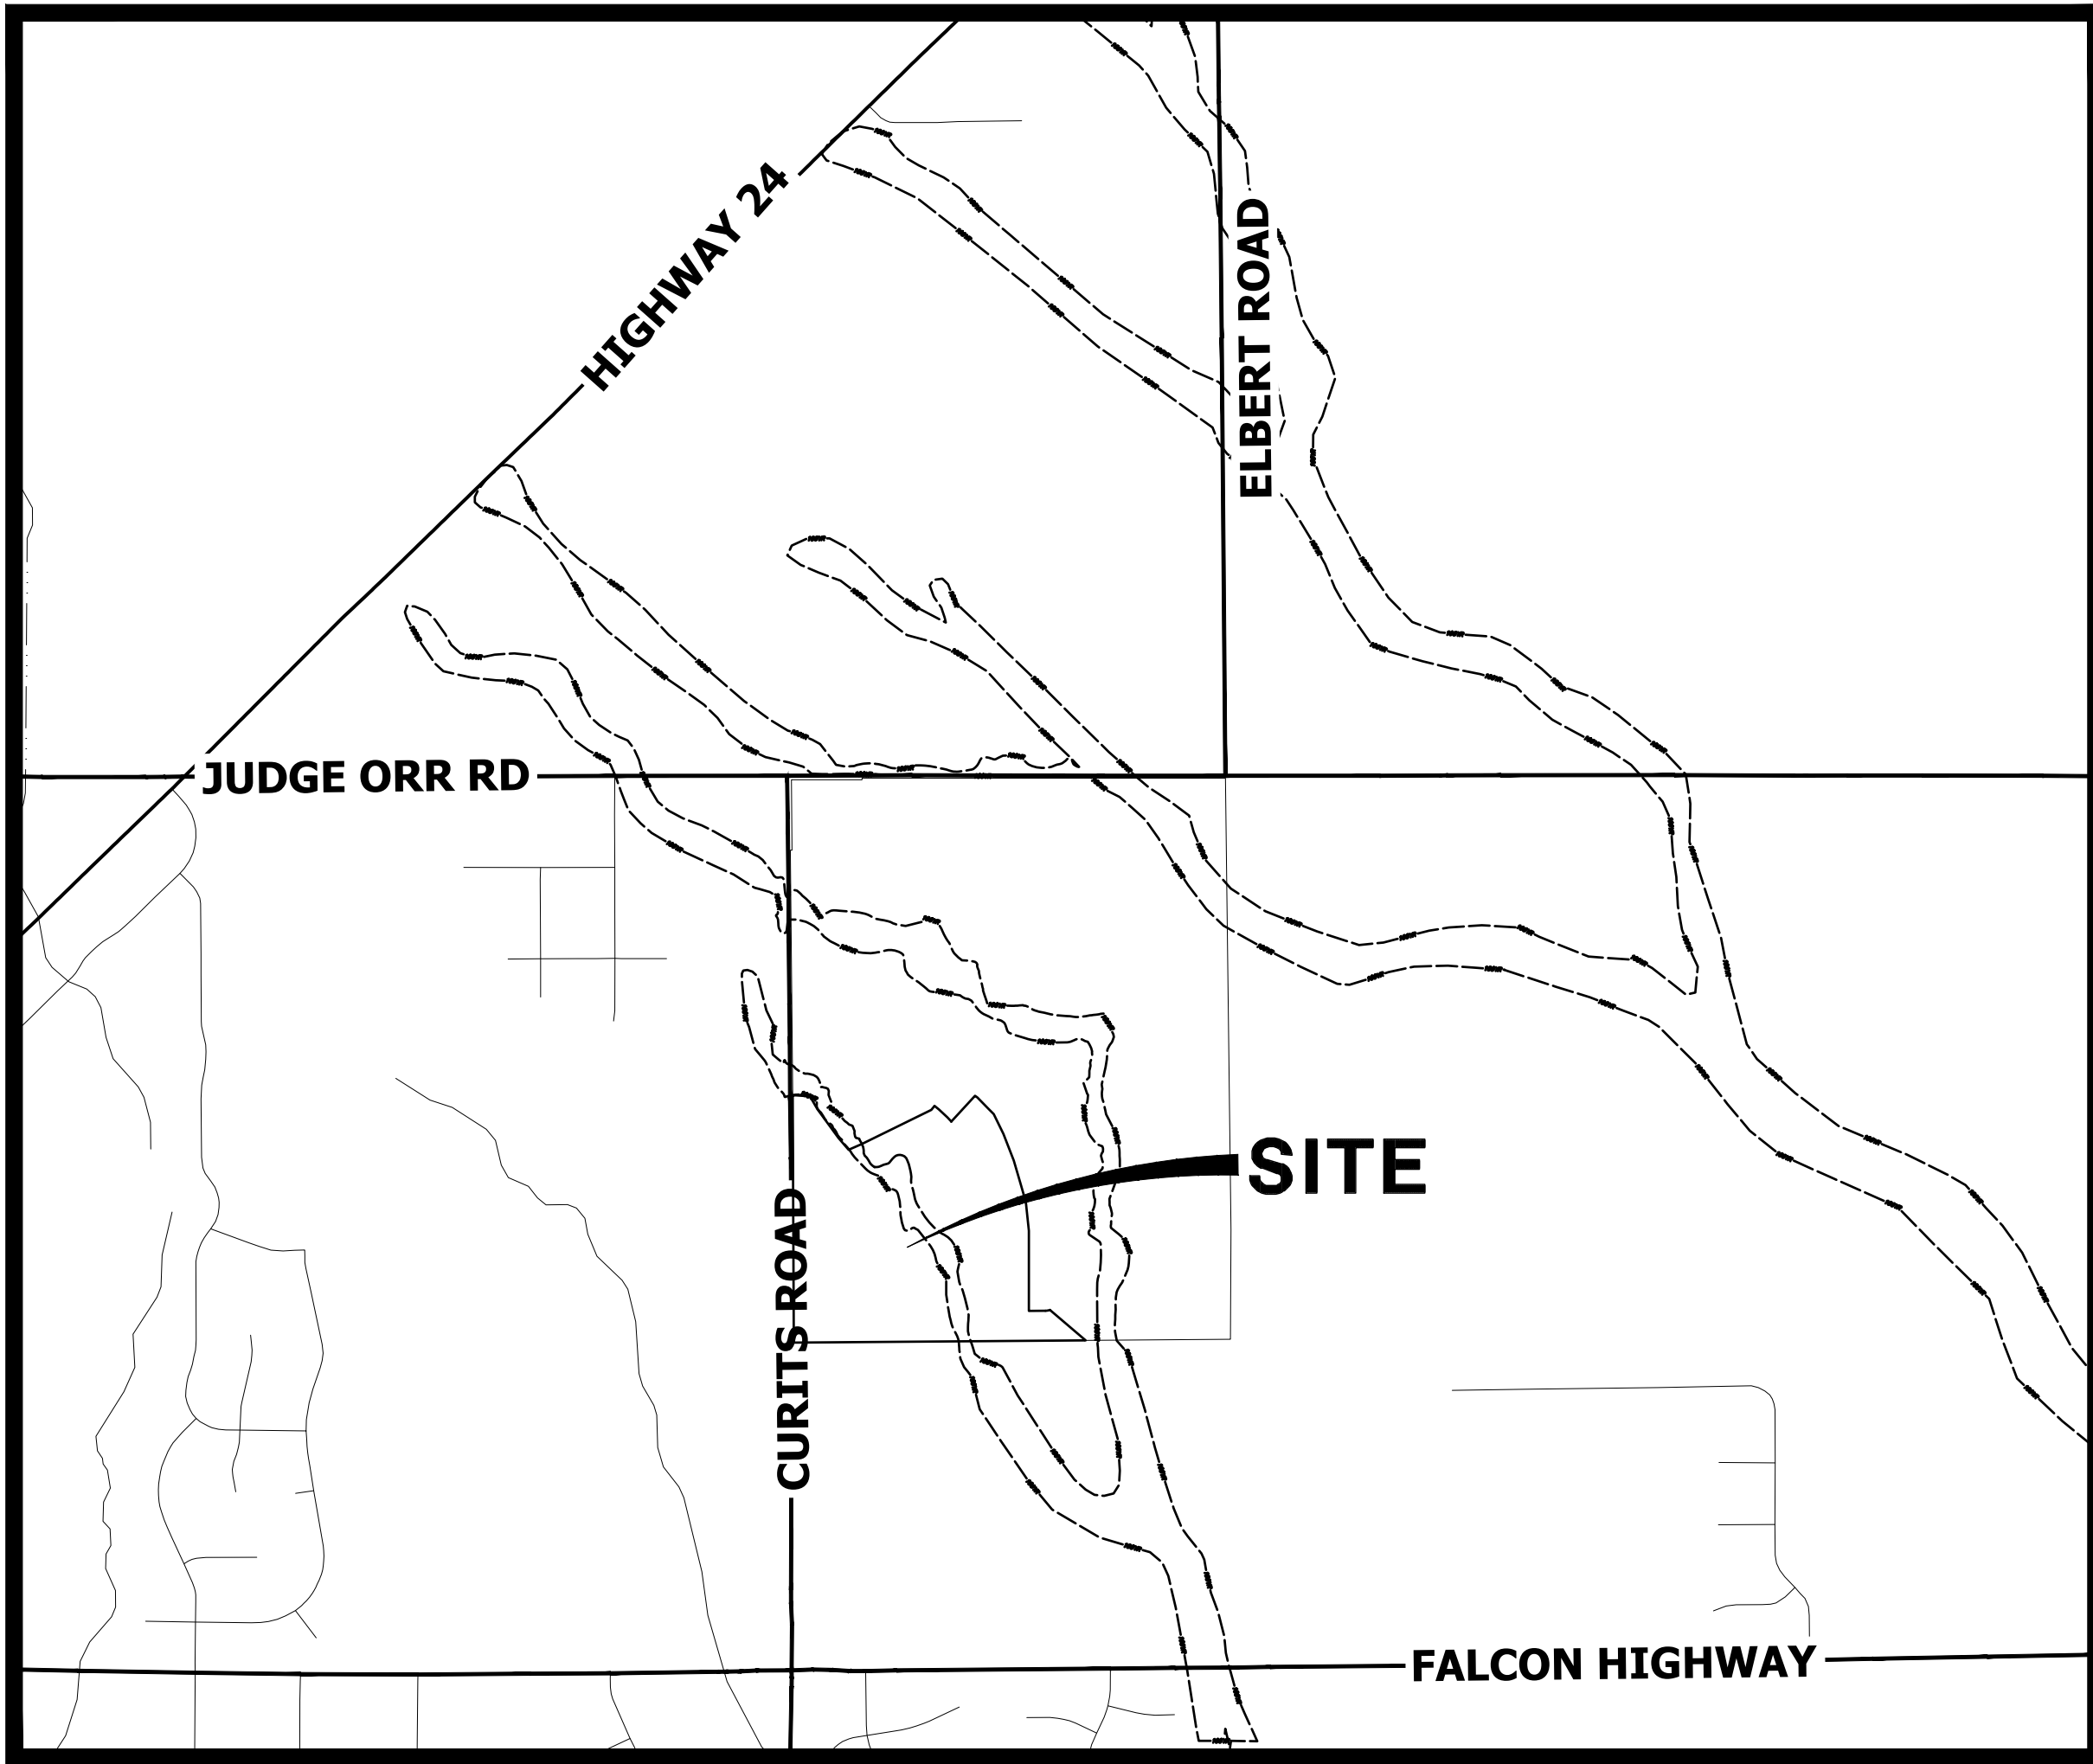 HIGHWAY 24
ELBERT ROAD
JUDGE ORR RD
SITE
CURITS ROAD
FALCON HIGHWAY